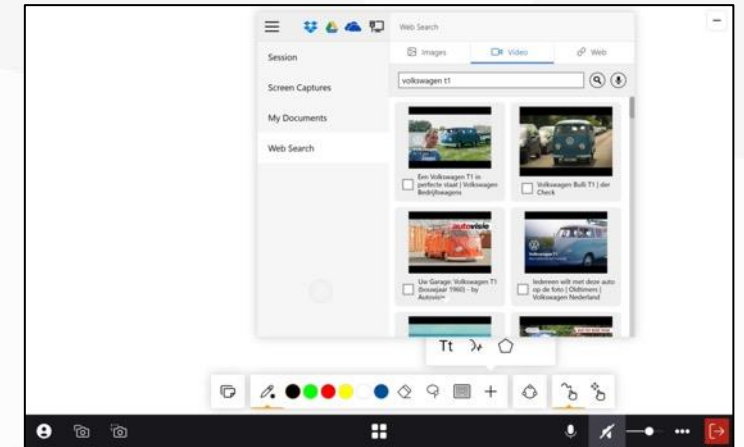 Web Search
Images
Video
Web
volkswagen t1
Session
Screen Captures
My Documents
Web Search
Een Volkswagen T1 in
perfecte staat | Volkswagen
Bedrijfswagens
Volkswagen Bulli T1 | der
Check
autovisie
Uw Garage: Volkswagen T1
(bouwjaar 1960) - by
Autovisie
Iedereen wilt met deze auto
op de foto | Oldtimers |
Volkswagen Nederland
Tt